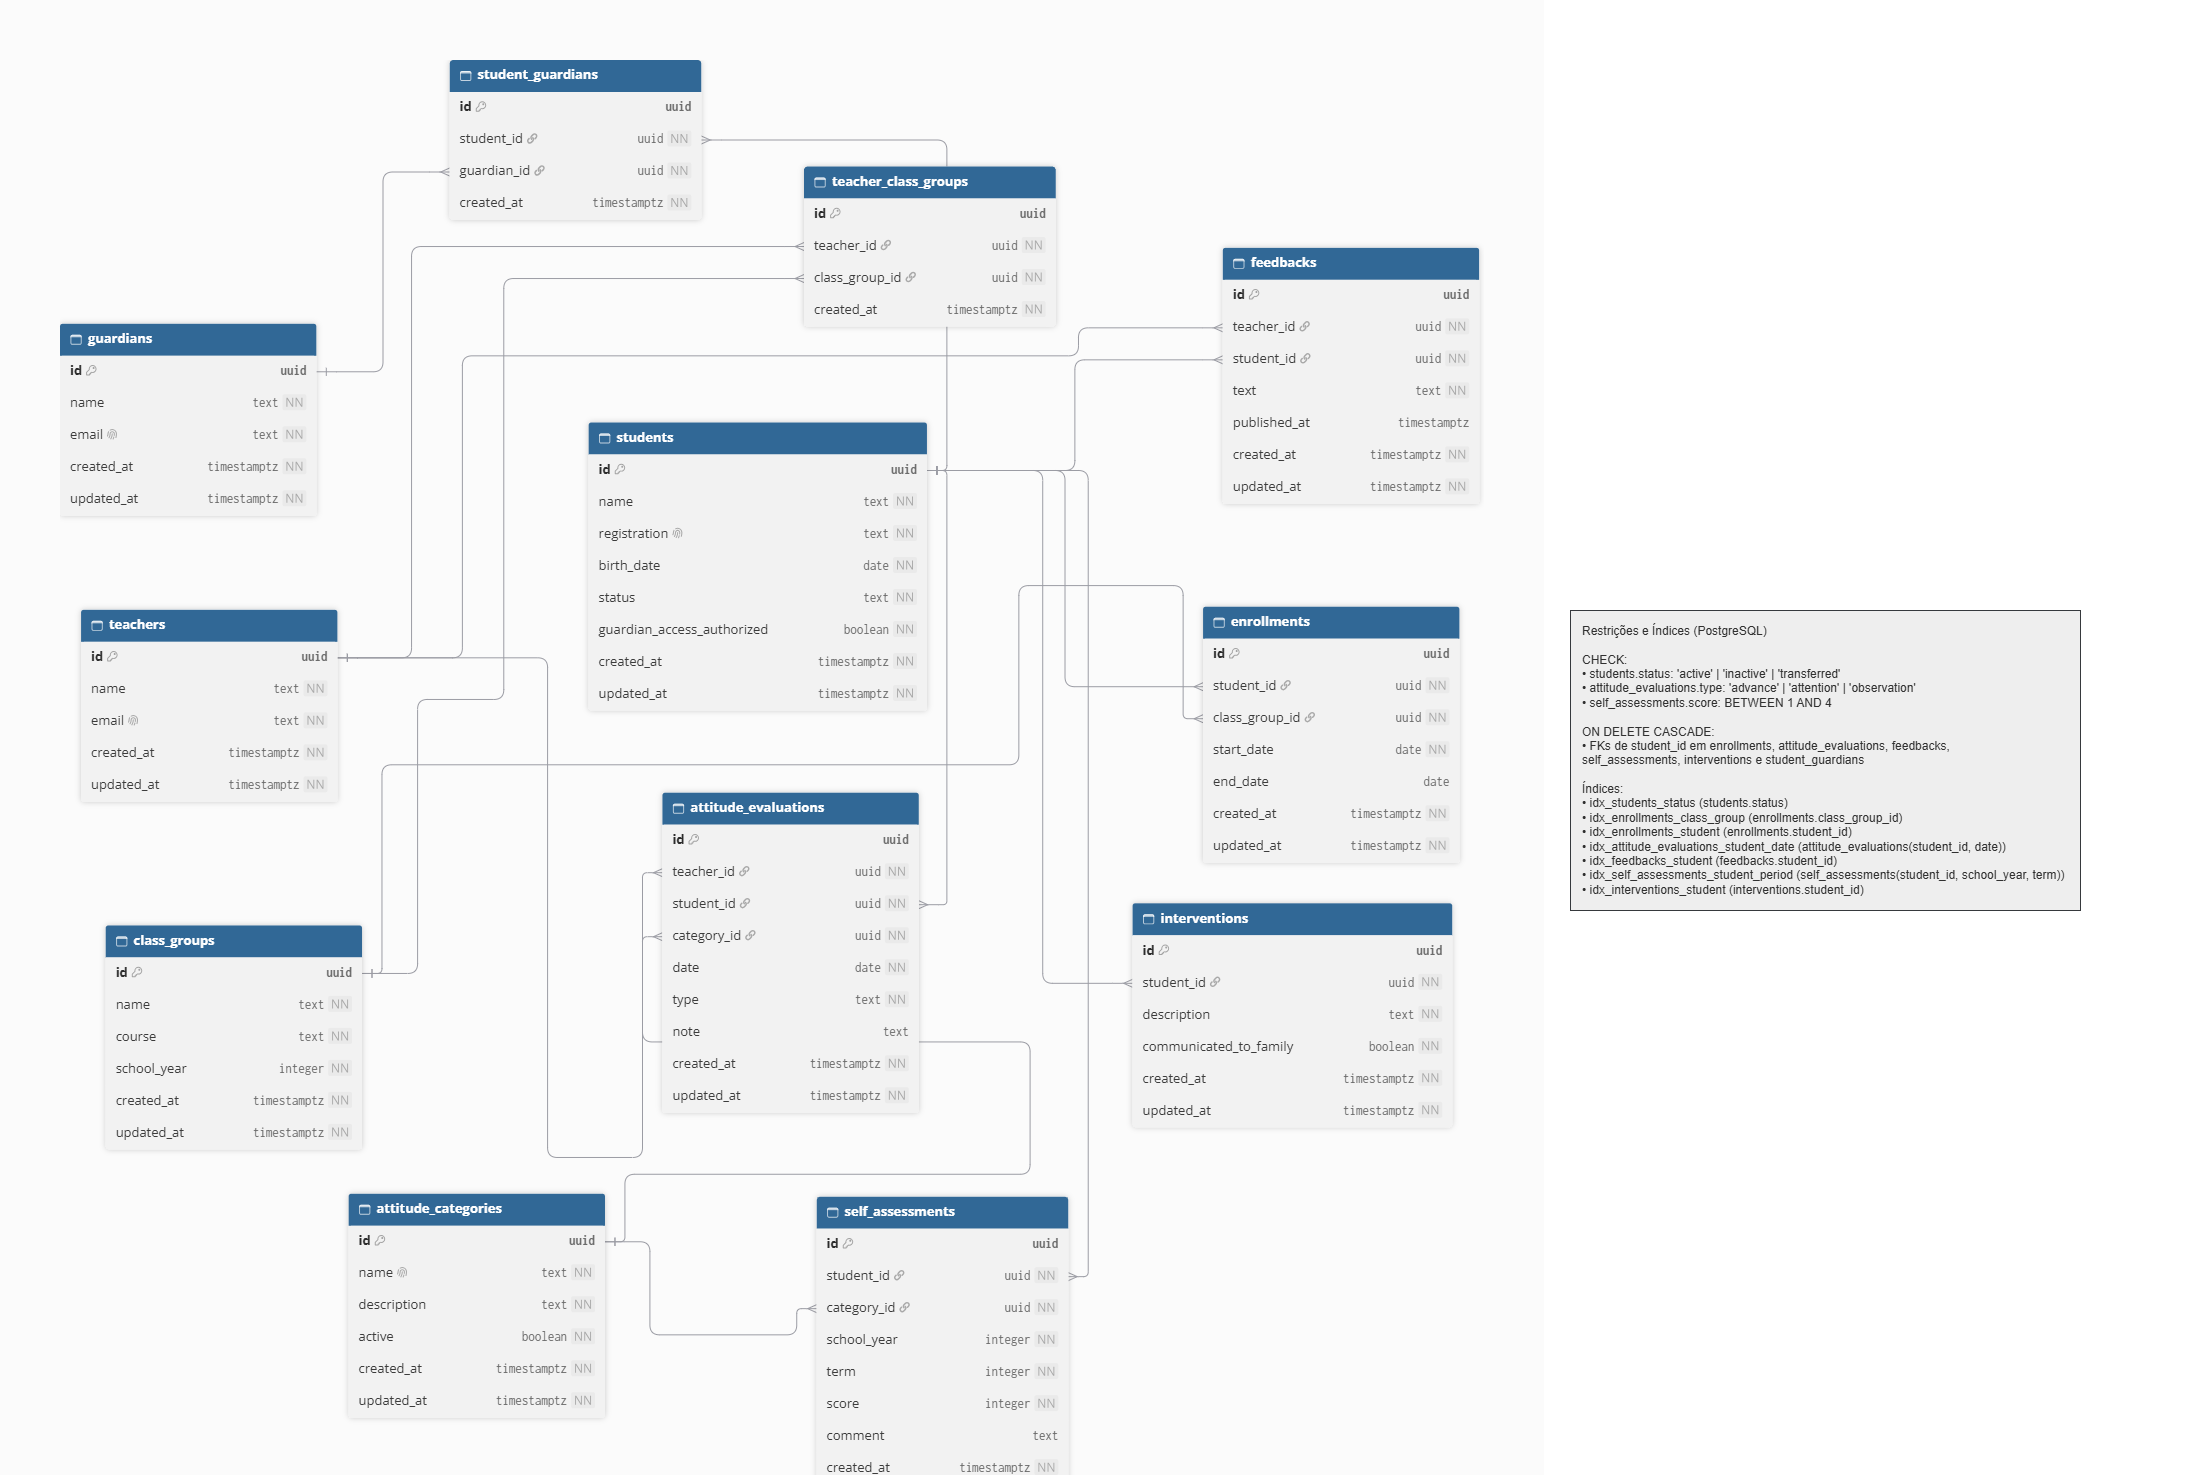 student_guardians
id uuid
student_id uuid NN
guardian_id uuid NN
created_at timestamptz NN
teacher_class_groups
id uuid
teacher_id uuid NN
class_group_id uuid NN
created_at timestamptz NN
feedbacks
id uuid
teacher_id uuid NN
student_id uuid NN
text text NN
published_at timestamptz
created_at timestamptz NN
updated_at timestamptz NN
guardians
id uuid
name text NN
email text NN
created_at timestamptz NN
updated_at timestamptz NN
students
id uuid
name text NN
registration text NN
birth_date date NN
status text NN
guardian_access_authorized boolean NN
created_at timestamptz NN
updated_at timestamptz NN
teachers
id uuid
name text NN
email text NN
created_at timestamptz NN
updated_at timestamptz NN
enrollments
id uuid
student_id uuid NN
class_group_id uuid NN
start_date date NN
end_date date
created_at timestamptz NN
updated_at timestamptz NN
Restrições e Índices (PostgreSQL)
CHECK:
• students.status: 'active' | 'inactive' | 'transferred'
• attitude_evaluations.type: 'advance' | 'attention' | 'observation'
• self_assessments.score: BETWEEN 1 AND 4
ON DELETE CASCADE:
• FKs de student_id em enrollments, attitude_evaluations, feedbacks,
self_assessments, interventions e student_guardians
Índices:
• idx_students_status (students.status)
• idx_enrollments_class_group (enrollments.class_group_id)
• idx_enrollments_student (enrollments.student_id)
• idx_attitude_evaluations_student_date (attitude_evaluations(student_id, date))
• idx_feedbacks_student (feedbacks.student_id)
• idx_self_assessments_student_period (self_assessments(student_id, school_year, term))
• idx_interventions_student (interventions.student_id)
attitude_evaluations
id uuid
teacher_id uuid NN
student_id uuid NN
category_id uuid NN
date date NN
type text NN
note text
created_at timestamptz NN
updated_at timestamptz NN
class_groups
id uuid
name text NN
course text NN
school_year integer NN
created_at timestamptz NN
updated_at timestamptz NN
interventions
id uuid
student_id uuid NN
description text NN
communicated_to_family boolean NN
created_at timestamptz NN
updated_at timestamptz NN
attitude_categories
id uuid
name text NN
description text NN
active boolean NN
created_at timestamptz NN
updated_at timestamptz NN
self_assessments
id uuid
student_id uuid NN
category_id uuid NN
school_year integer NN
term integer NN
score integer NN
comment text
created_at timestamptz NN